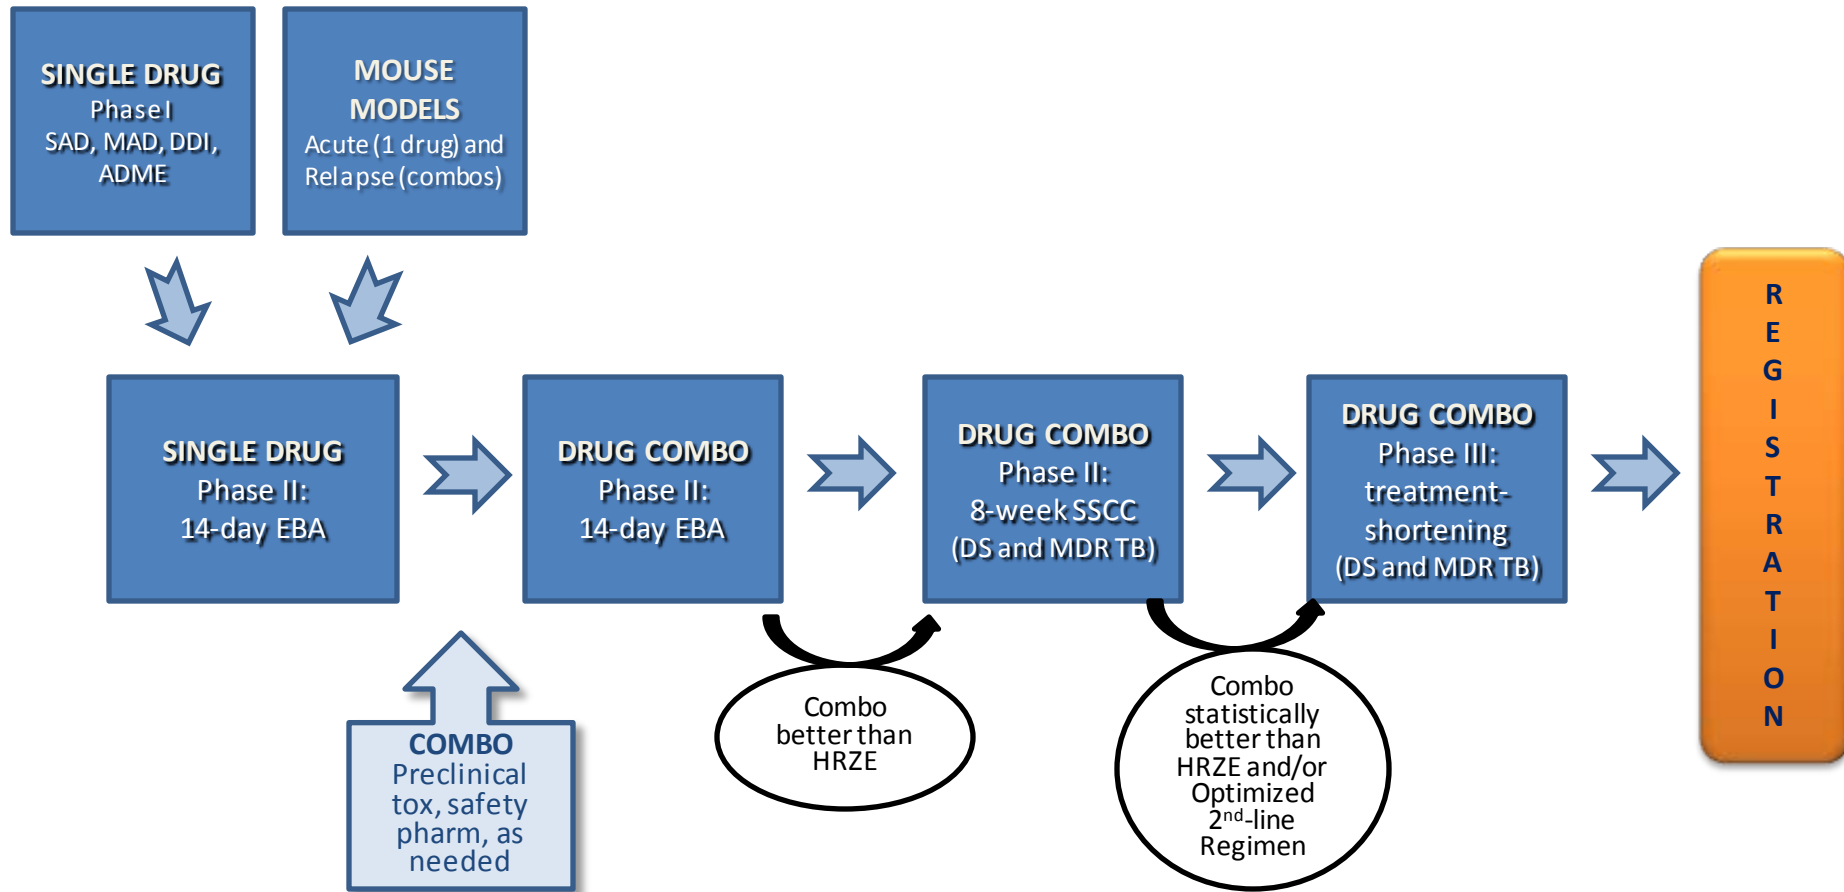 SINGLE DRUG
Phase I
SAD, MAD, DDI,
ADME
MOUSE
MODELS
Acute (1 drug) and
Relapse (combos)
SINGLE DRUG
Phase II:
14-day EBA
DRUG COMBO
Phase II:
14-day EBA
DRUG COMBO
Phase II:
8-week SSCC
(DS and MDR TB)
DRUG COMBO
Phase III:
treatment-
shortening
(DS and MDR TB)
REGISTRATION
COMBO
Preclinical
tox, safety
pharm, as
needed
Combo
better than
HRZE
Combo
statistically
better than
HRZE and/or
Optimized
2nd-line
Regimen